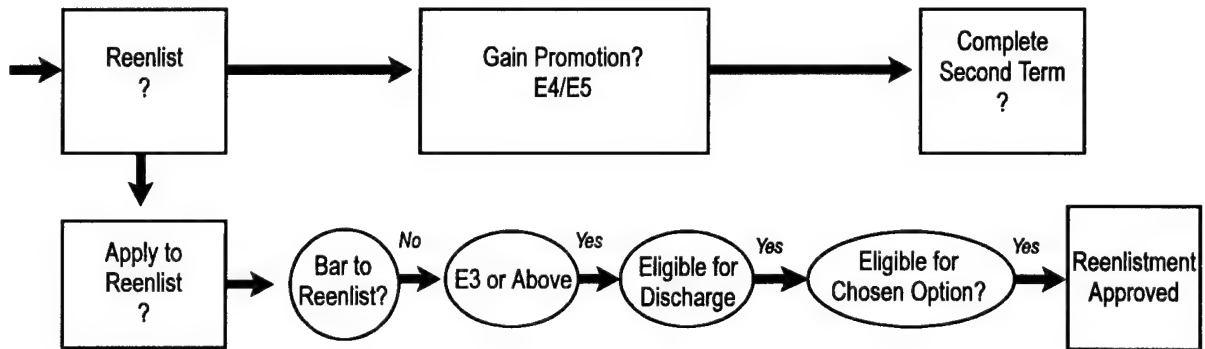 Reenlist
?
Gain Promotion?
E4/E5
Complete
Second Term
?
Apply to
Reenlist
?
Bar to
Reenlist?
No
E3 or Above
Yes
Eligible for
Discharge
Yes
Eligible for
Chosen Option?
Yes
Reenlistment
Approved